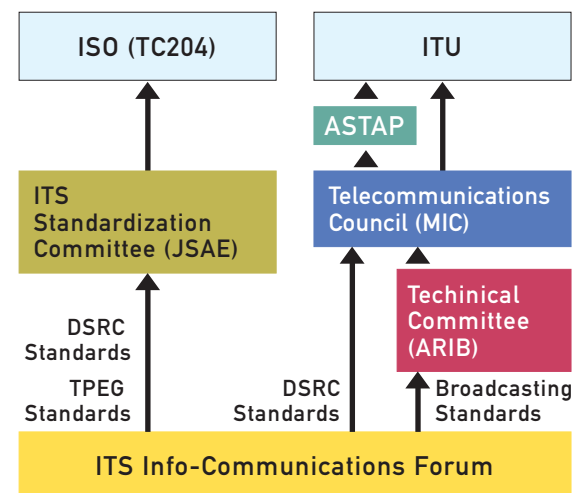 ISO (TC204)
ITU
ASTAP
ITS
Standardization
Committee (JSAE)
Telecommunications
Council (MIC)
Techinical
Committee
(ARIB)
DSRC
Standards
TPEG
Standards
DSRC
Standards
Broadcasting
Standards
ITS Info-Communications Forum